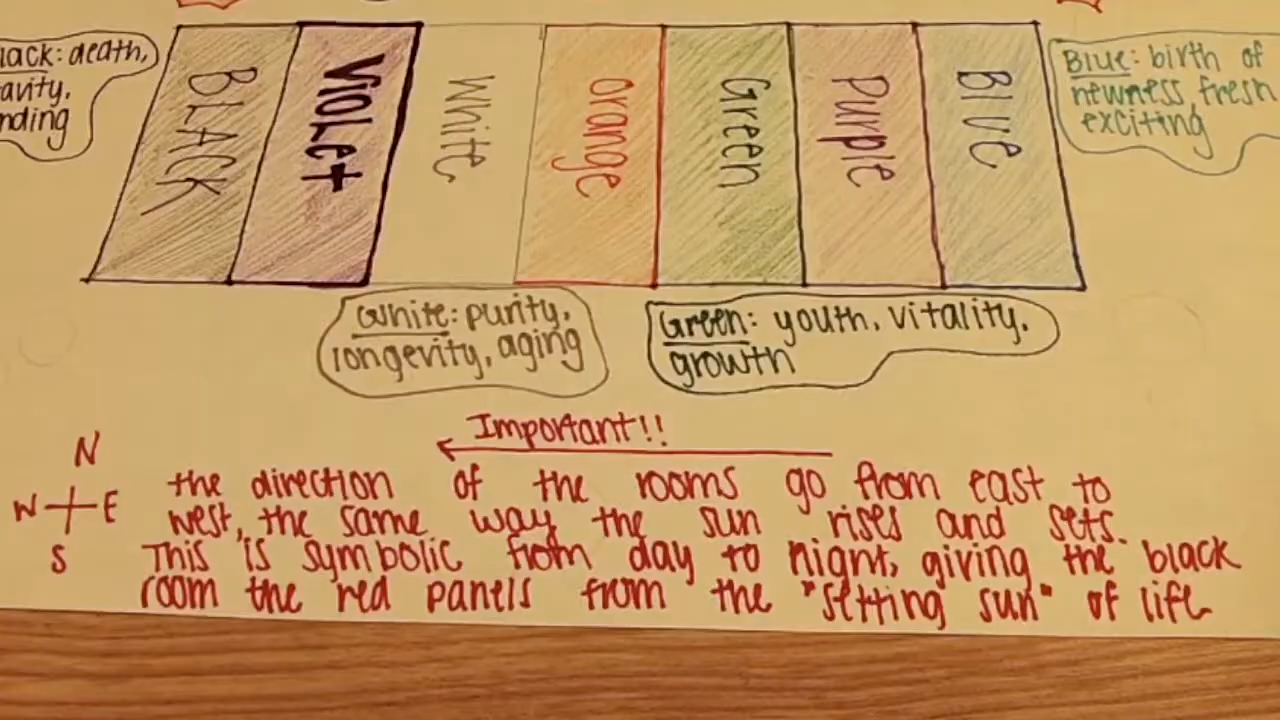 lack: death,
avity,
nding
BLACK
Violet
White
orange
Green
Purple
Blue
Blue: birth of
newness, fresh
exciting
White: purity,
longevity, aging
Green: youth, vitality,
growth
Important!!
N
W E
S
the direction of the rooms go from east to
west, the same way the sun rises and sets.
This is symbolic from day to night, giving the black
room the red panels from the "setting sun" of life